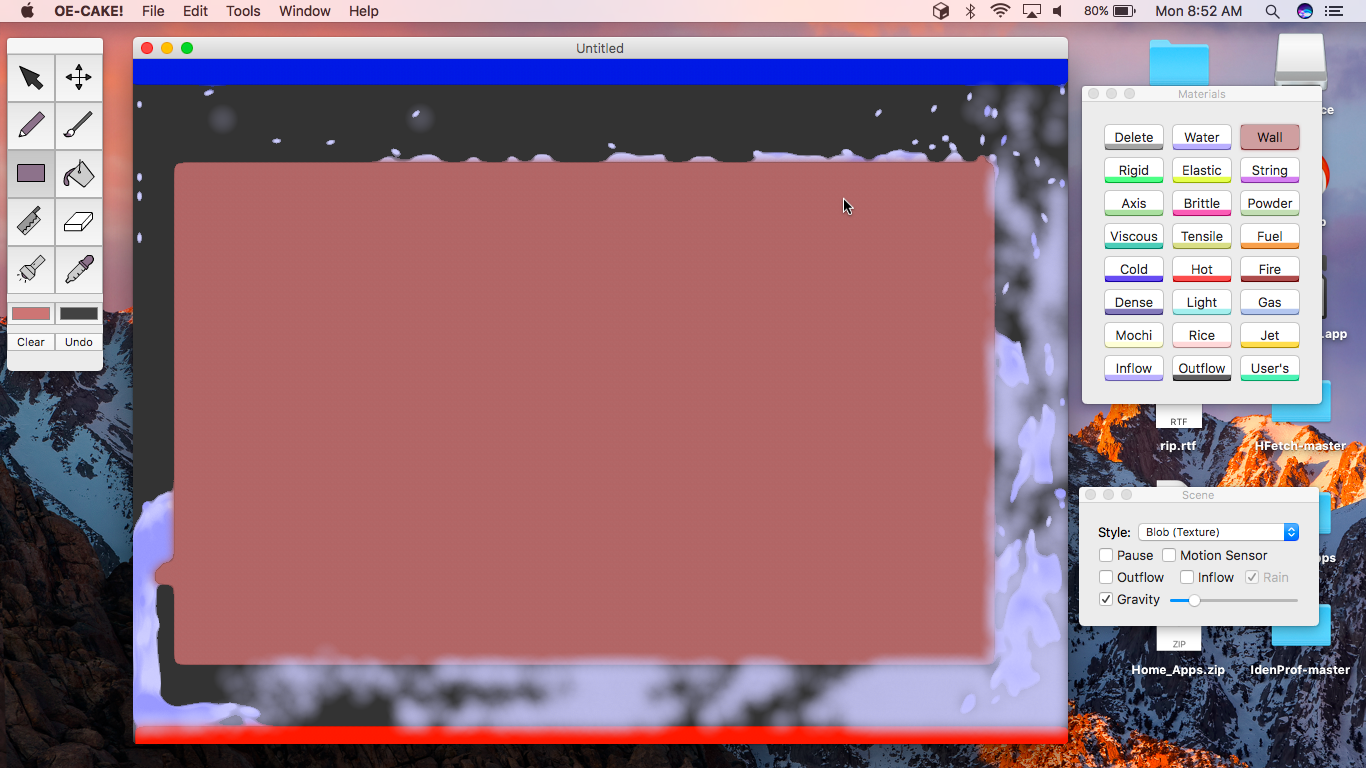 OE-CAKE! File Edit Tools Window Help 80% Mon 8:52 AM
Untitled
Clear Undo
Materials
Delete Water Wall
Rigid Elastic String
Axis Brittle Powder
Viscous Tensile Fuel
Cold Hot Fire
Dense Light Gas
Mochi Rice Jet
Inflow Outflow User's
ce
p
.app
RTF
rip.rtf HFetch-master
Scene
Style: Blob (Texture)
Pause Motion Sensor
Outflow Inflow Rain
Gravity
ps
ZIP
Home_Apps.zip IdenProf-master